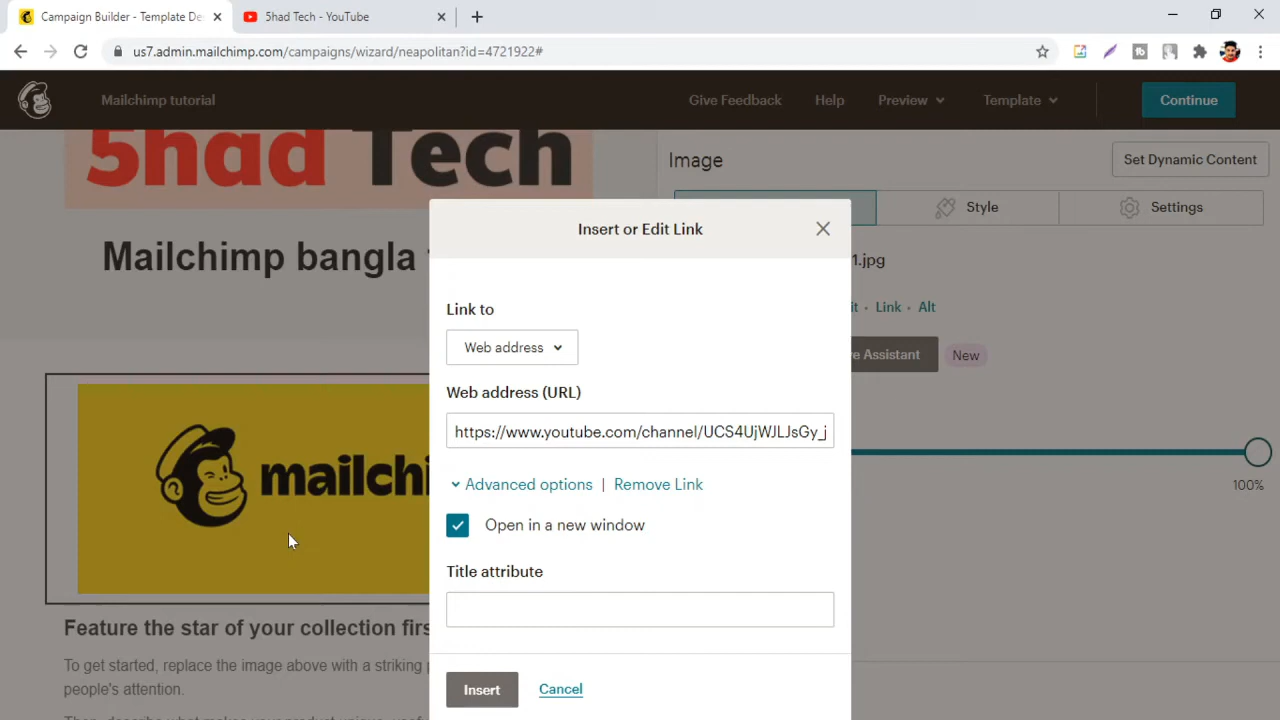 Campaign Builder - Template De
5had Tech - YouTube
us7.admin.mailchimp.com/campaigns/wizard/neapolitan?id=4721922#
Mailchimp tutorial
Give Feedback
Help
Preview
Template
Continue
5had Tech
Mailchimp bangla
Image
Set Dynamic Content
Style
Settings
1.jpg
Link · Alt
Assistant
New
100%
Insert or Edit Link
Link to
Web address
Web address (URL)
https://www.youtube.com/channel/UCS4UjWJLJsGy_j
Advanced options | Remove Link
Open in a new window
Title attribute
Insert
Cancel
mailchi
Feature the star of your collection firs
To get started, replace the image above with a striking p
people's attention.